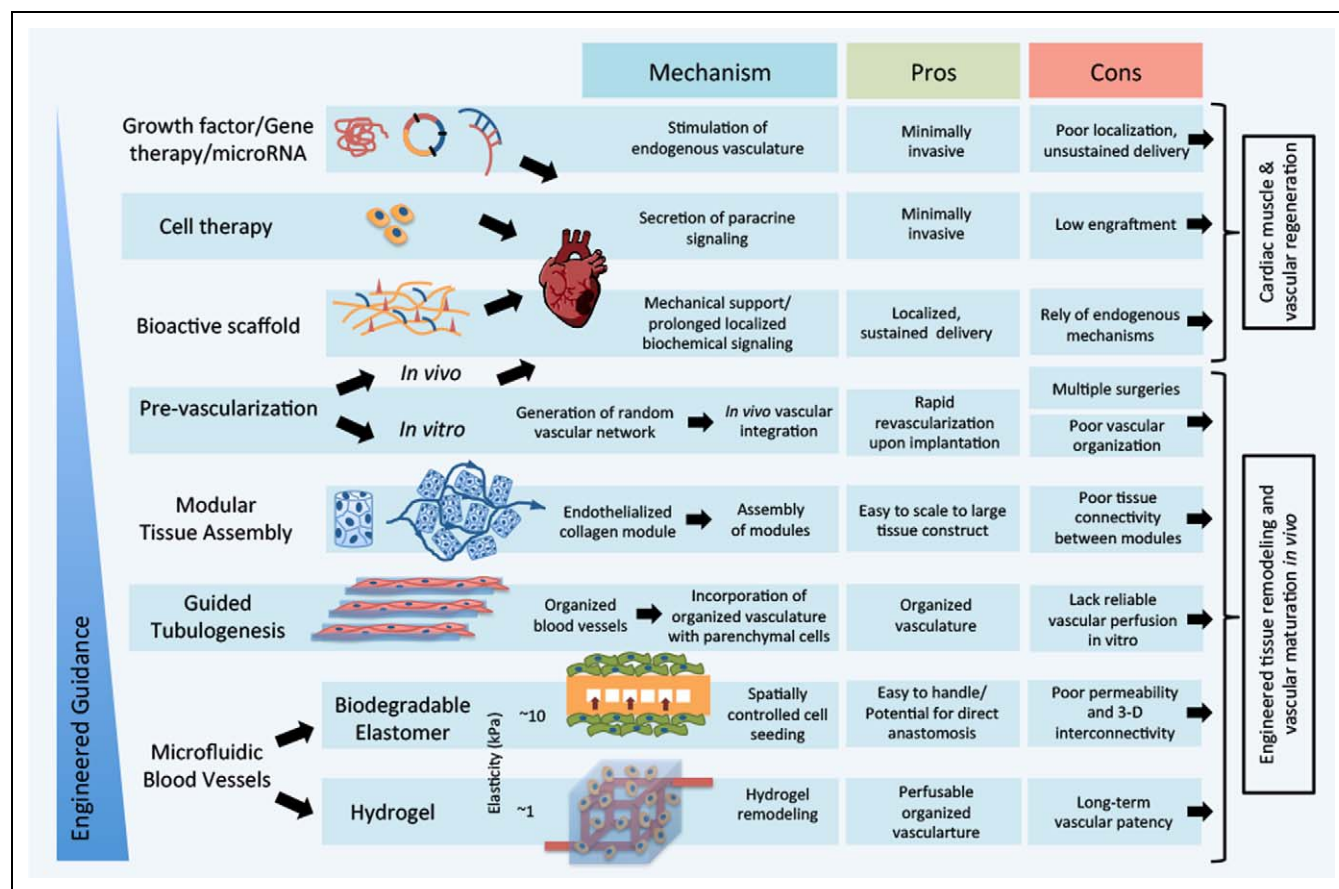 Mechanism
Pros
Cons
Growth factor/Gene
therapy/microRNA
Stimulation of
endogenous vasculature
Minimally
invasive
Poor localization,
unsustained delivery
Cell therapy
Secretion of paracrine
signaling
Minimally
invasive
Low engraftment
Bioactive scaffold
Mechanical support/
prolonged localized
biochemical signaling
Localized,
sustained delivery
Rely of endogenous
mechanisms
Cardiac muscle &
vascular regeneration
Pre-vascularization
In vivo
In vitro
Generation of random
vascular network
In vivo vascular
integration
Rapid
revascularization
upon implantation
Multiple surgeries
Poor vascular
organization
Modular
Tissue Assembly
Endothelialized
collagen module
Assembly
of modules
Easy to scale to large
tissue construct
Poor tissue
connectivity
between modules
Guided
Tubulogenesis
Organized
blood vessels
Incorporation of
organized vasculature
with parenchymal cells
Organized
vasculature
Lack reliable
vascular perfusion
in vitro
Microfluidic
Blood Vessels
Biodegradable
Elastomer
Elasticity (kPa)
~10
Spatially
controlled cell
seeding
Easy to handle/
Potential for direct
anastomosis
Poor permeability
and 3-D
interconnectivity
Hydrogel
~1
Hydrogel
remodeling
Perfusable
organized
vascularture
Long-term
vascular patency
Engineered tissue remodeling and
vascular maturation in vivo
Engineered Guidance